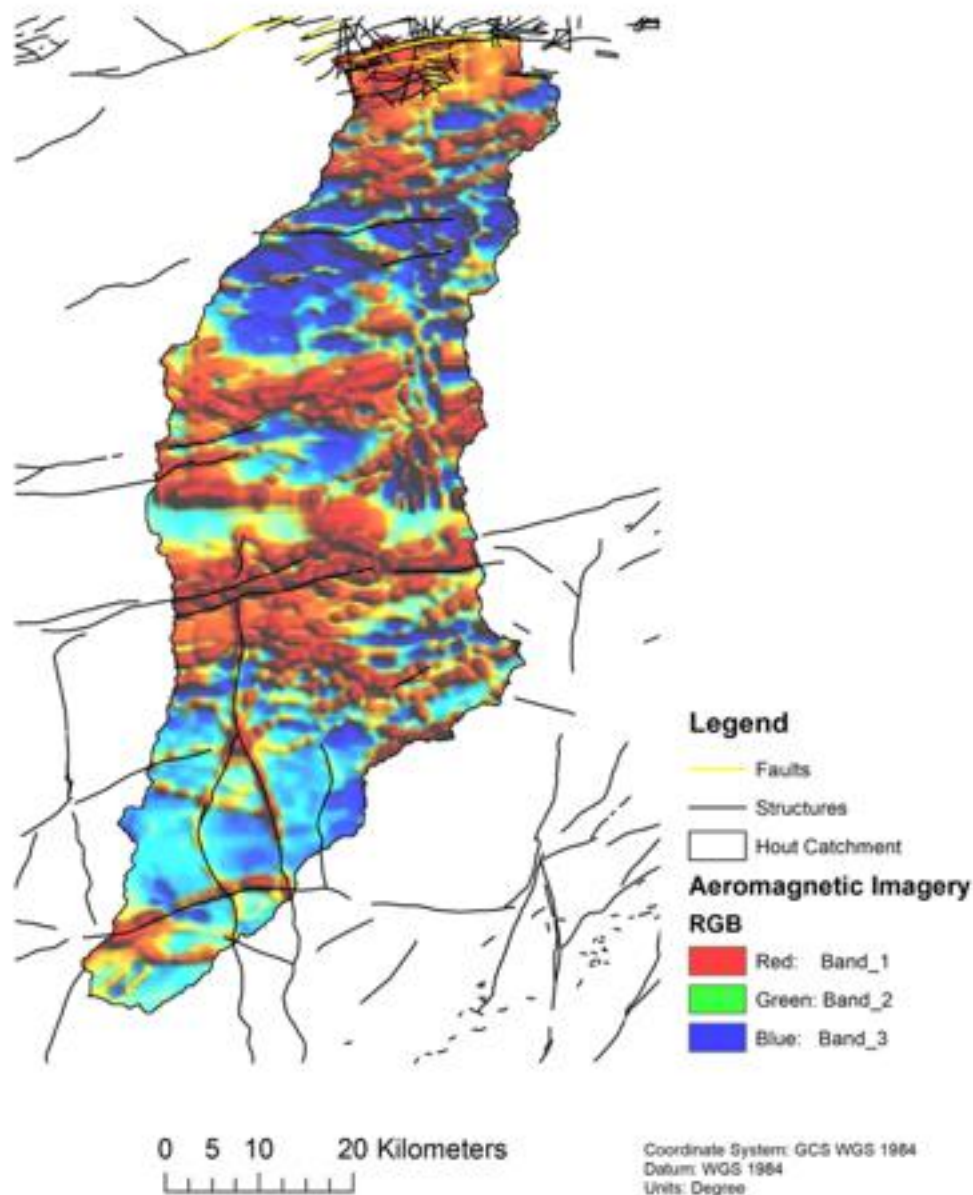 Legend
Faults
Structures
Hout Catchment
Aeromagnetic Imagery
RGB
Red: Band_1
Green: Band_2
Blue: Band_3
0 5 10 20 Kilometers
Coordinate System: GCS WGS 1984
Datum: WGS 1984
Units: Degree